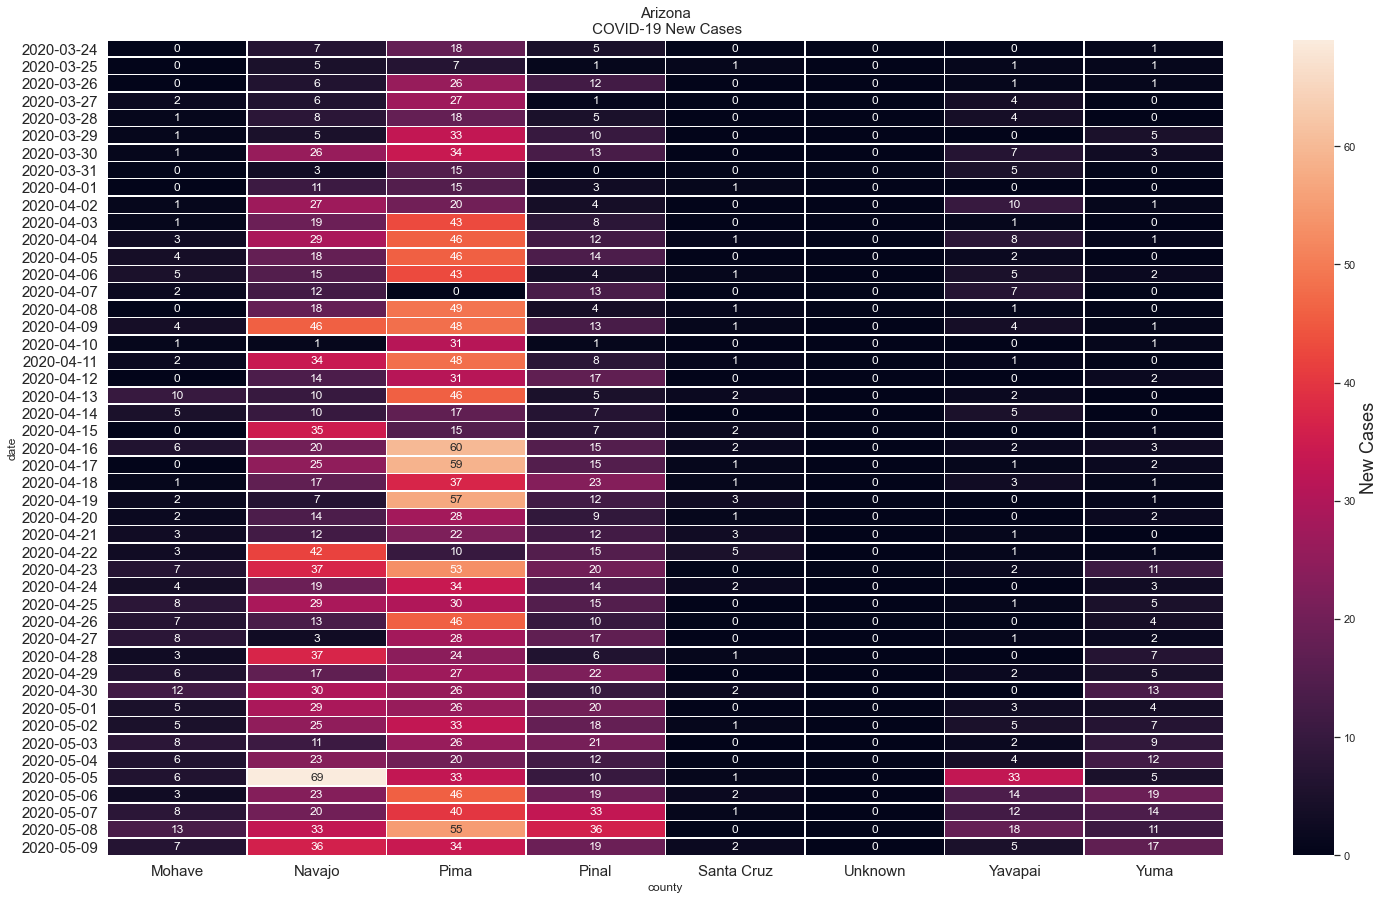 Arizona
COVID-19 New Cases
2020-03-24 0 7 18 5 0 0 0 1
2020-03-25 0 5 7 1 1 0 1 1
2020-03-26 0 6 26 12 0 0 1 1
2020-03-27 2 6 27 1 0 0 4 0
2020-03-28 1 8 18 5 0 0 4 0
2020-03-29 1 5 33 10 0 0 0 5
2020-03-30 1 26 34 13 0 0 7 3
2020-03-31 0 3 15 0 0 0 5 0
2020-04-01 0 11 15 3 1 0 0 0
2020-04-02 1 27 20 4 0 0 10 1
2020-04-03 1 19 43 8 0 0 1 0
2020-04-04 3 29 46 12 1 0 8 1
2020-04-05 4 18 46 14 0 0 2 0
2020-04-06 5 15 43 4 1 0 5 2
2020-04-07 2 12 0 13 0 0 7 0
2020-04-08 0 18 49 4 1 0 1 0
2020-04-09 4 46 48 13 1 0 4 1
2020-04-10 1 1 31 1 0 0 0 1
2020-04-11 2 34 48 8 1 0 1 0
2020-04-12 0 14 31 17 0 0 0 2
2020-04-13 10 10 46 5 2 0 2 0
2020-04-14 5 10 17 7 0 0 5 0
2020-04-15 0 35 15 7 2 0 0 1
2020-04-16 6 20 60 15 2 0 2 3
2020-04-17 0 25 59 15 1 0 1 2
2020-04-18 1 17 37 23 1 0 3 1
2020-04-19 2 7 57 12 3 0 0 1
2020-04-20 2 14 28 9 1 0 0 2
2020-04-21 3 12 22 12 3 0 1 0
2020-04-22 3 42 10 15 5 0 1 1
2020-04-23 7 37 53 20 0 0 2 11
2020-04-24 4 19 34 14 2 0 0 3
2020-04-25 8 29 30 15 0 0 1 5
2020-04-26 7 13 46 10 0 0 0 4
2020-04-27 8 3 28 17 0 0 1 2
2020-04-28 3 37 24 6 1 0 0 7
2020-04-29 6 17 27 22 0 0 2 5
2020-04-30 12 30 26 10 2 0 0 13
2020-05-01 5 29 26 20 0 0 3 4
2020-05-02 5 25 33 18 1 0 5 7
2020-05-03 8 11 26 21 0 0 2 9
2020-05-04 6 23 20 12 0 0 4 12
2020-05-05 6 69 33 10 1 0 33 5
2020-05-06 3 23 46 19 2 0 14 19
2020-05-07 8 20 40 33 1 0 12 14
2020-05-08 13 33 55 36 0 0 18 11
2020-05-09 7 36 34 19 2 0 5 17
Mohave Navajo Pima Pinal Santa Cruz Unknown Yavapai Yuma
county
date
60
50
40
30
20
10
0
New Cases